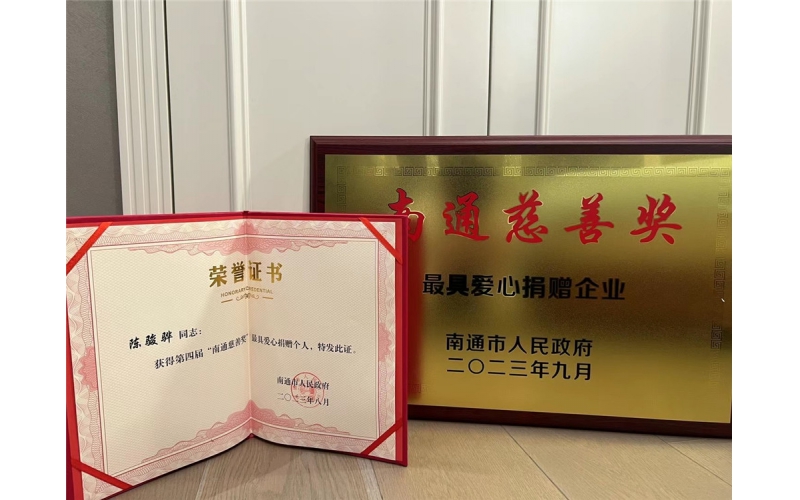 荣誉证书
HONORARY CREDENTIAL
陈骏骅 同志：
获得第四届“南通慈善奖”最具爱心捐赠个人，特发此证。
南通市人民政府
二〇二三年八月
南通慈善奖
最具爱心捐赠企业
南通市人民政府
二〇二三年九月